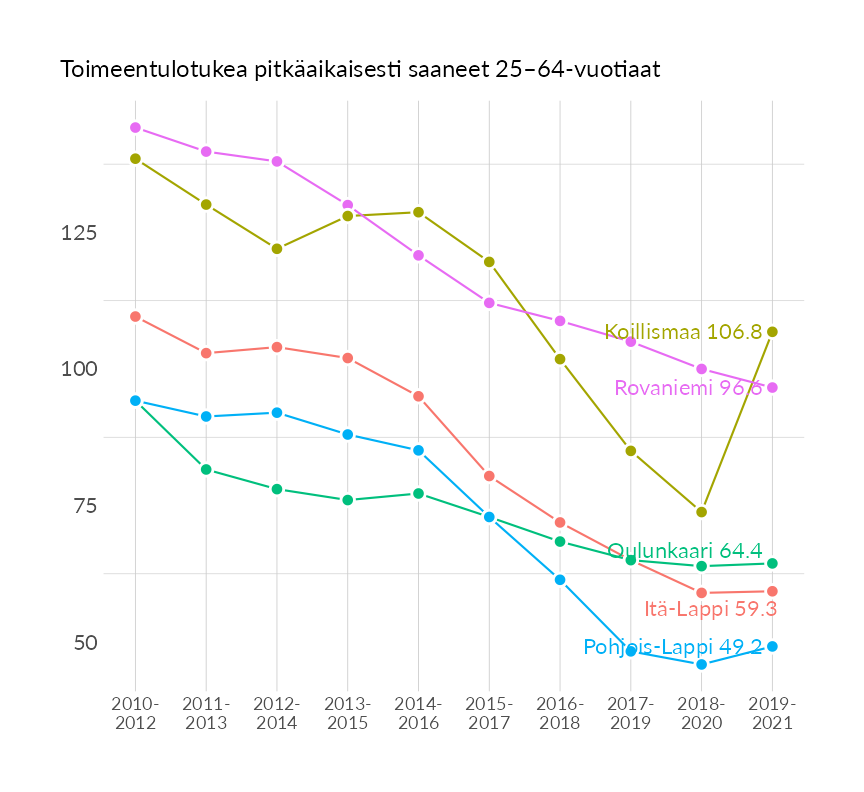 Toimeentulotukea pitkäaikaisesti saaneet 25–64-vuotiaat
125
100
75
50
Koillismaa 106.8
Rovaniemi 96.6
Oulunkaari 64.4
Itä-Lappi 59.3
Pohjois-Lappi 49.2
2010- 2011- 2012- 2013- 2014- 2015- 2016- 2017- 2018- 2019-
2012 2013 2014 2015 2016 2017 2018 2019 2020 2021